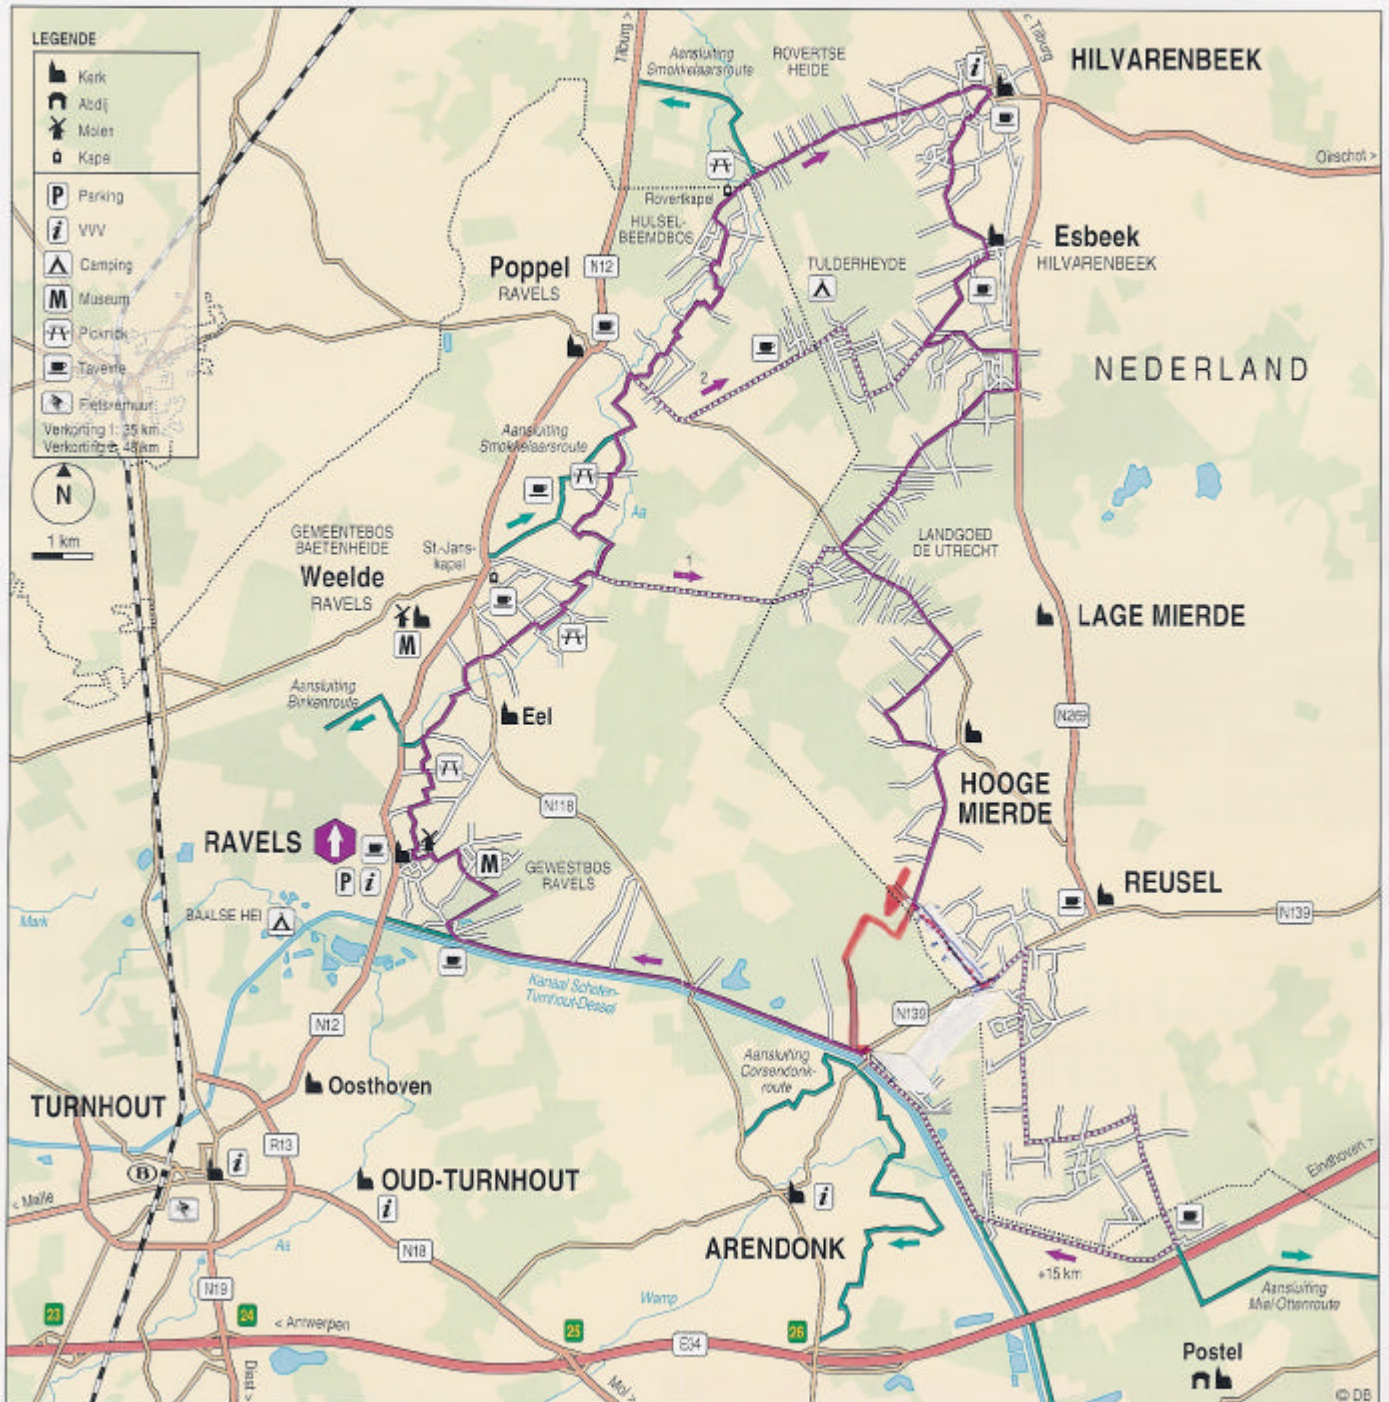 LEGENDE
Kerk
Abdij
Molen
Kapel
P Parking
i VVV
Camping
M Museum
Picknick
Taverne
Fietsverhuur
Verkorting 1: 35 km
Verkorting 2: 48 km
N
1 km
Tilburg >
Aansluiting
Smokkelaarsroute
ROVERTSE
HEIDE
i
< Tilburg
HILVARENBEEK
Oirschot >
Rovertkapel
HULSEL-
BEEMDBOS
Poppel
RAVELS
N12
TULDERHEYDE
Esbeek
HILVARENBEEK
NEDERLAND
2
Aansluiting
Smokkelaarsroute
Aa
GEMEENTEBOS
BAETENHEIDE
St.-Jans-
kapel
Weelde
RAVELS
M
1
LANDGOED
DE UTRECHT
LAGE MIERDE
Aansluiting
Birkenroute
Eel
N269
HOOGE
MIERDE
N118
RAVELS
P i
M
GEWESTBOS
RAVELS
REUSEL
N139
Mark
BAALSE HEI
Kanaal Schoten-
Turnhout-Dessel
N12
N139
Aansluiting
Corsendonk-
route
Oosthoven
TURNHOUT
R13
B
i
OUD-TURNHOUT
i
< Malle
Aa
N18
i
ARENDONK
Eindhoven >
+15 km
Aansluiting
Miel Ottenroute
N19
Wamp
23
24
< Antwerpen
25
E34
26
Postel
Diest >
Mol >
© DB